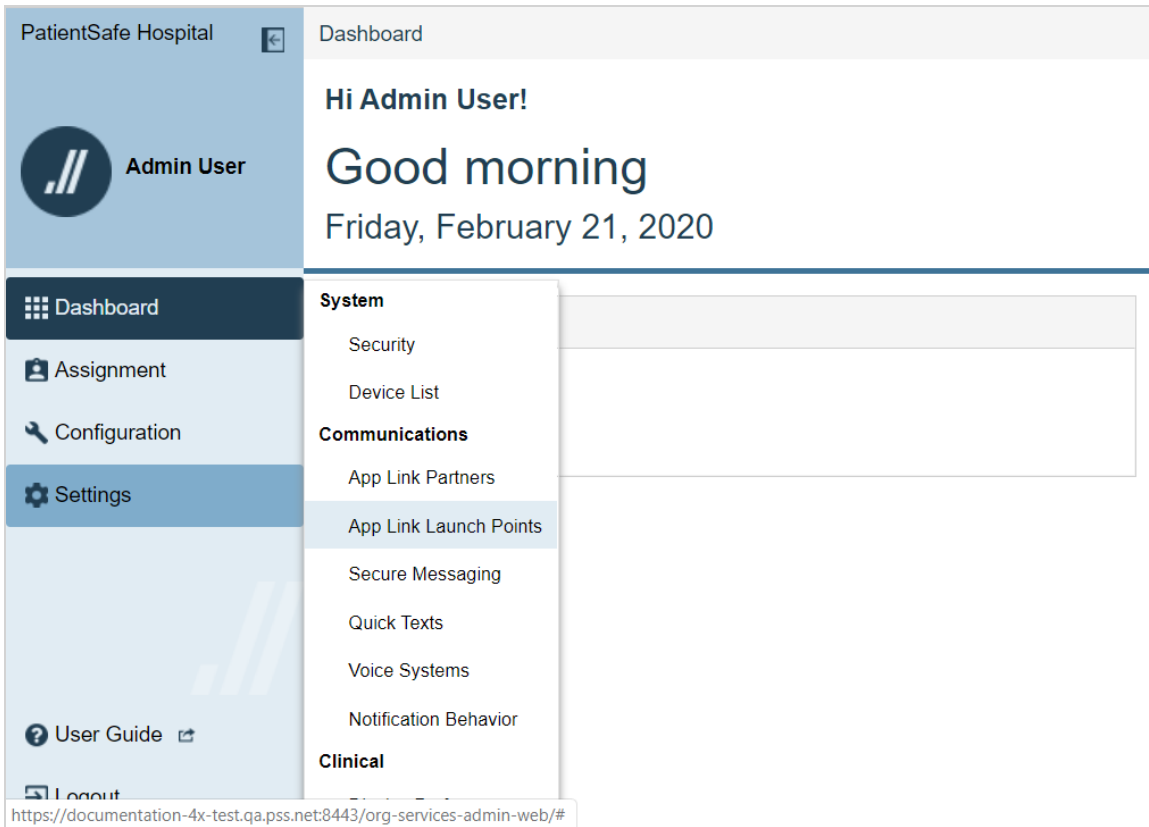 PatientSafe Hospital
Admin User
Dashboard
Assignment
Configuration
Settings
User Guide
Logout
Dashboard
Hi Admin User!
Good morning
Friday, February 21, 2020
System
Security
Device List
Communications
App Link Partners
App Link Launch Points
Secure Messaging
Quick Texts
Voice Systems
Notification Behavior
Clinical
https://documentation-4x-test.qa.pss.net:8443/org-services-admin-web/#